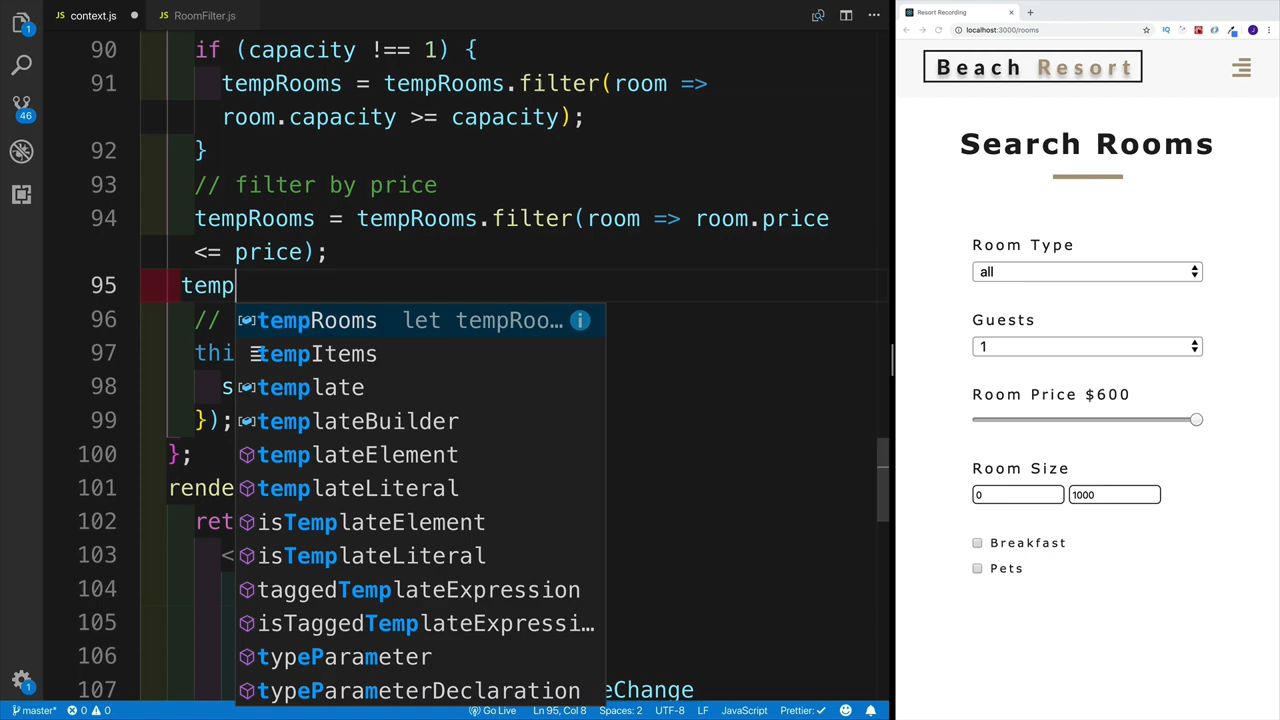 context.js
RoomFilter.js
90 if (capacity !== 1) {
91 tempRooms = tempRooms.filter(room =>
room.capacity >= capacity);
92 }
93 // filter by price
94 tempRooms = tempRooms.filter(room => room.price
<= price);
95 temp
96 //
97 thi
98 s
99 });
100 };
101 rende
102 ret
103 <
104
105
106
107 eChange
tempRooms let tempRoo...
tempItems
template
templateBuilder
templateElement
templateLiteral
isTemplateElement
isTemplateLiteral
taggedTemplateExpression
isTaggedTemplateExpressi...
typeParameter
typeParameterDeclaration
1
46
1
master* 0 0
Go Live Ln 95, Col 8 Spaces: 2 UTF-8 LF JavaScript Prettier: ✓
Resort Recording
localhost:3000/rooms
IQ
J
Beach Resort
Search Rooms
Room Type
all
Guests
1
Room Price $600
Room Size
0 1000
Breakfast
Pets